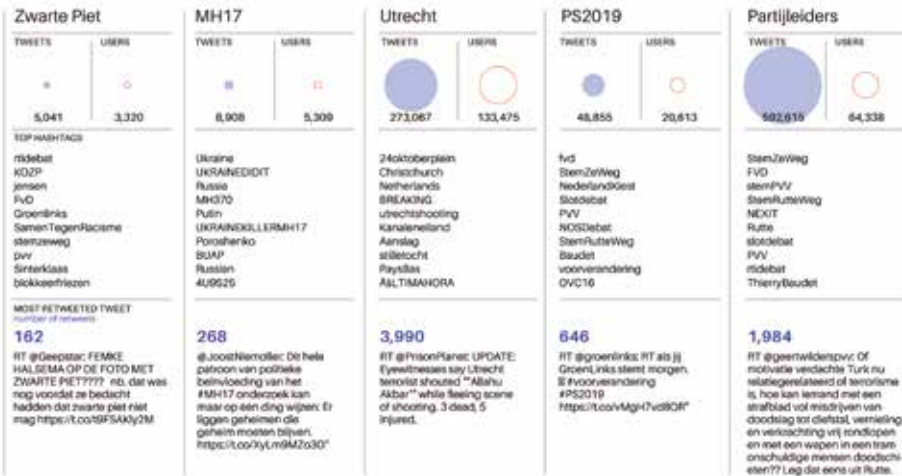 Zwarte Piet
TWEETS USERS
5,041 3,320
TOP HASHTAGS
rtldebat
KOZP
jensen
FvD
Groenlinks
SamenTegenRacisme
stemzeweg
pvv
Sinterklaas
blokkeerfriezen
MOST RETWEETED TWEET
number of retweets
162
RT @Geepstar: FEMKE
HALSEMA OP DE FOTO MET
ZWARTE PIET???? nb. dat was
nog voordat ze bedacht
hadden dat zwarte piet niet
mag
MH17
TWEETS USERS
8,908 5,309
Ukraine
UKRAINEDIDIT
Russia
MH370
Putin
UKRAINEKILLERMH17
Poroshenko
BUAP
Russian
4U9525
268
@JoostNiemoller: Dit hele
patroon van politieke
beïnvloeding van het
#MH17 onderzoek kan
maar op een ding wijzen: Er
liggen geheimen die
geheim moeten blijven.
Utrecht
TWEETS USERS
273,067 133,475
24oktoberplein
Christchurch
Netherlands
BREAKING
utrechtshooting
Kanaleneiland
Aanslag
stilletocht
PaysBas
3,990
RT @PrisonPlanet: UPDATE:
Eyewitnesses say Utrecht
terrorist shouted ""Allahu
Akbar"" while fleeing scene
of shooting. 3 dead, 5
injured.
PS2019
TWEETS USERS
48,855 20,613
fvd
StemZeWeg
NederlandKiest
Slotdebat
PVV
NOSDebat
StemRutteWeg
Baudet
voorverandering
OVC16
646
RT @groenlinks: RT als jij
GroenLinks stemt morgen.
#voorverandering
#PS2019
Partijleiders
TWEETS USERS
592,615 64,338
StemZeWeg
FVD
stemPVV
StemRutteWeg
NEXIT
Rutte
slotdebat
PVV
rtldebat
ThierryBaudet
1,984
RT @geertwilderspvv: Of
motivatie verdachte Turk nu
relatiegerelateerd of terrorisme
is, hoe kan iemand met een
strafblad vol misdrijven van
doodslag tot diefstal, vernieling
en verkrachting vrij rondlopen
en met een wapen in een tram
onschuldige mensen doodschi-
eten?? Leg dat eens uit Rutte.